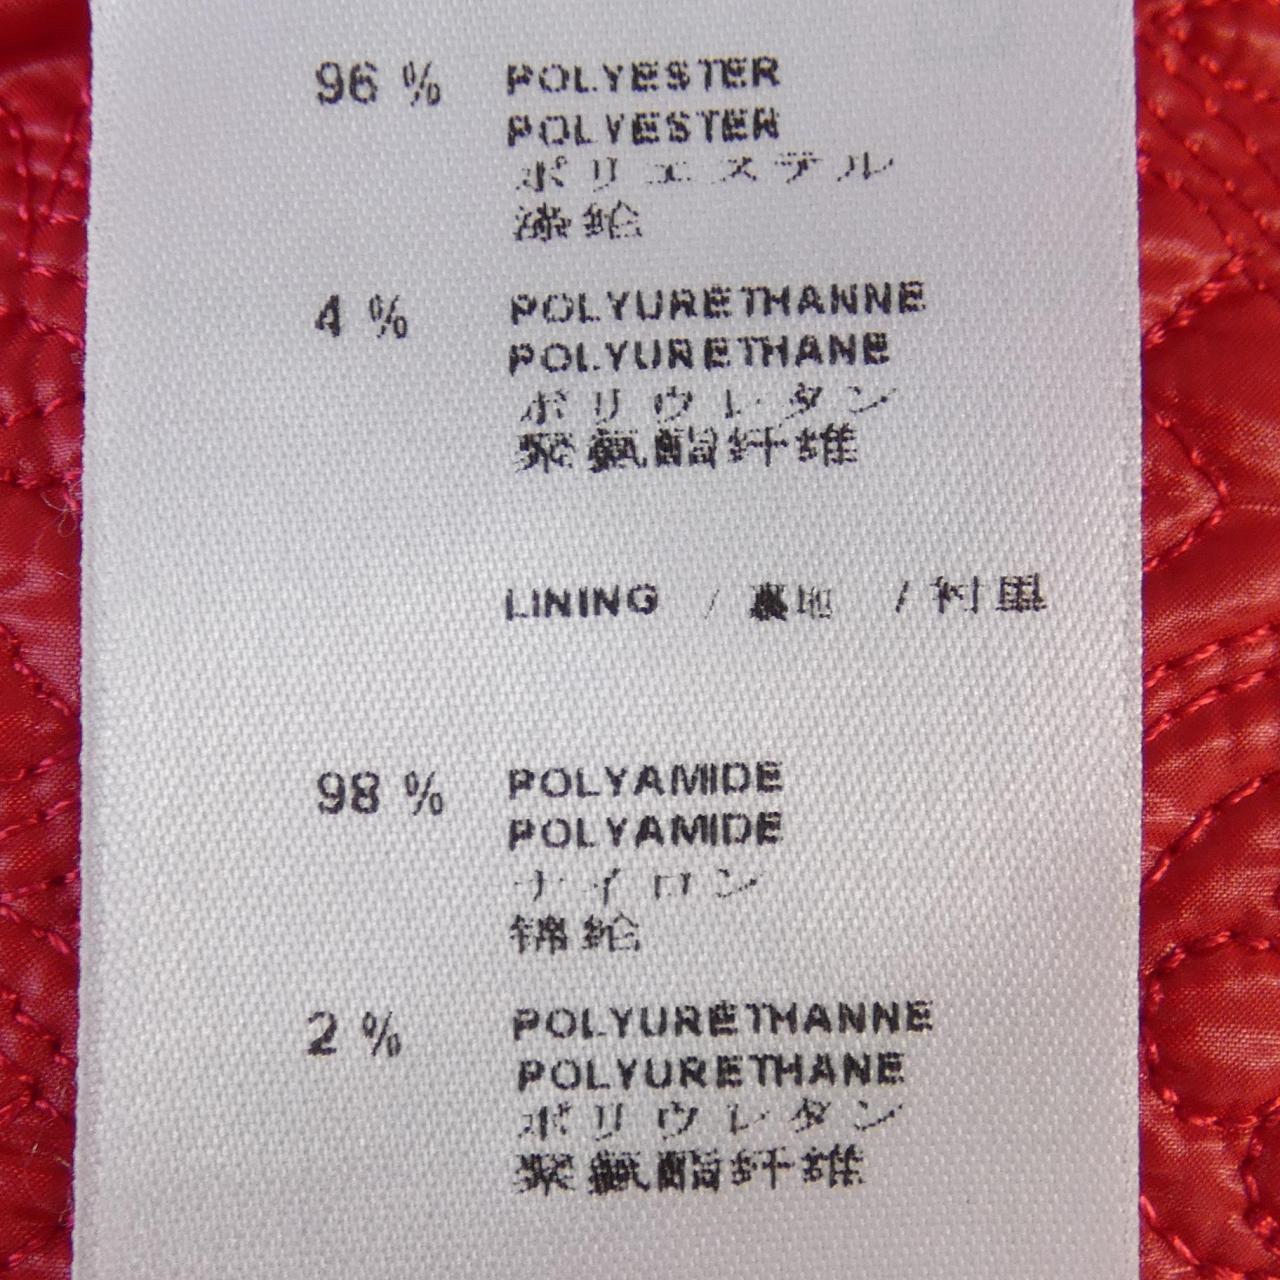 96 % POLYESTER
POLYESTER
ポリエステル
涤纶
4 % POLYURETHANNE
POLYURETHANE
ポリウレタン
聚氨酯纤维
LINING / 裏地 / 衬里
98 % POLYAMIDE
POLYAMIDE
ナイロン
锦纶
2 % POLYURETHANNE
POLYURETHANE
ポリウレタン
聚氨酯纤维